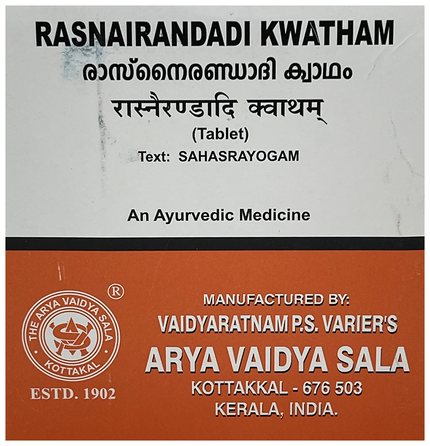 RASNAIRANDADI KWATHAM
രാസ്നൈരണ്ഡാദി ക്വാഥം
रास्नैरण्डादि क्वाथम्
(Tablet)
Text: SAHASRAYOGAM
An Ayurvedic Medicine
®
THE ARYA VAIDYA SALA
KOTTAKAL
ESTD. 1902
MANUFACTURED BY:
VAIDYARATNAM P.S. VARIER'S
ARYA VAIDYA SALA
KOTTAKKAL - 676 503
KERALA, INDIA.